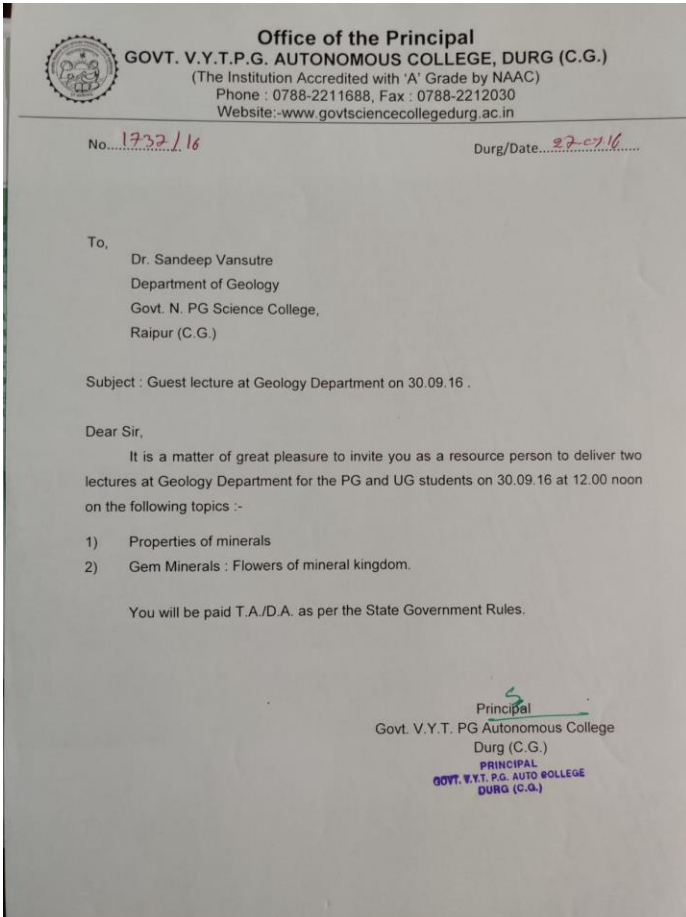 Office of the Principal
GOVT. V.Y.T.P.G. AUTONOMOUS COLLEGE, DURG (C.G.)
(The Institution Accredited with 'A' Grade by NAAC)
Phone : 0788-2211688, Fax : 0788-2212030
Website:-www.govtsciencecollegedurg.ac.in
No....1732/16
Durg/Date...
To,
Dr. Sandeep Vansutre
Department of Geology
Govt. N. PG Science College,
Raipur (C.G.)
Subject : Guest lecture at Geology Department on 30.09.16 .
Dear Sir,
It is a matter of great pleasure to invite you as a resource person to deliver two
lectures at Geology Department for the PG and UG students on 30.09.16 at 12.00 noon
on the following topics :-
1) Properties of minerals
2) Gem Minerals : Flowers of mineral kingdom.
You will be paid T.A./D.A. as per the State Government Rules.
Principal
Govt. V.Y.T. PG Autonomous College
Durg (C.G.)
PRINCIPAL
GOVT. V.Y.T. P.G. AUTO COLLEGE
DURG (C.G.)